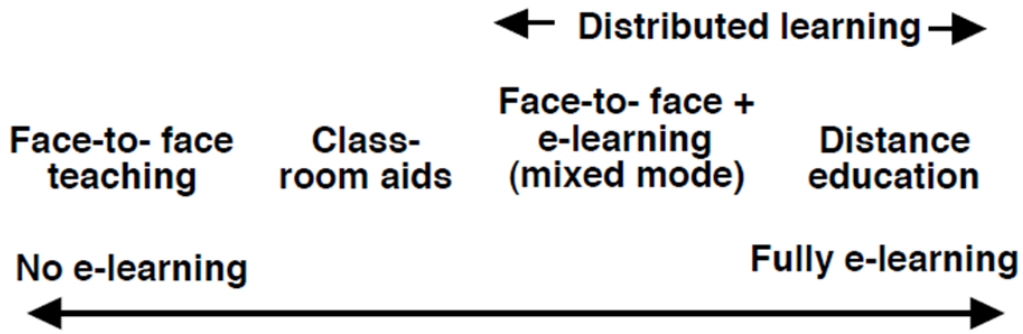 Distributed learning
Face-to- face
teaching
Class-
room aids
Face-to- face +
e-learning
(mixed mode)
Distance
education
No e-learning
Fully e-learning